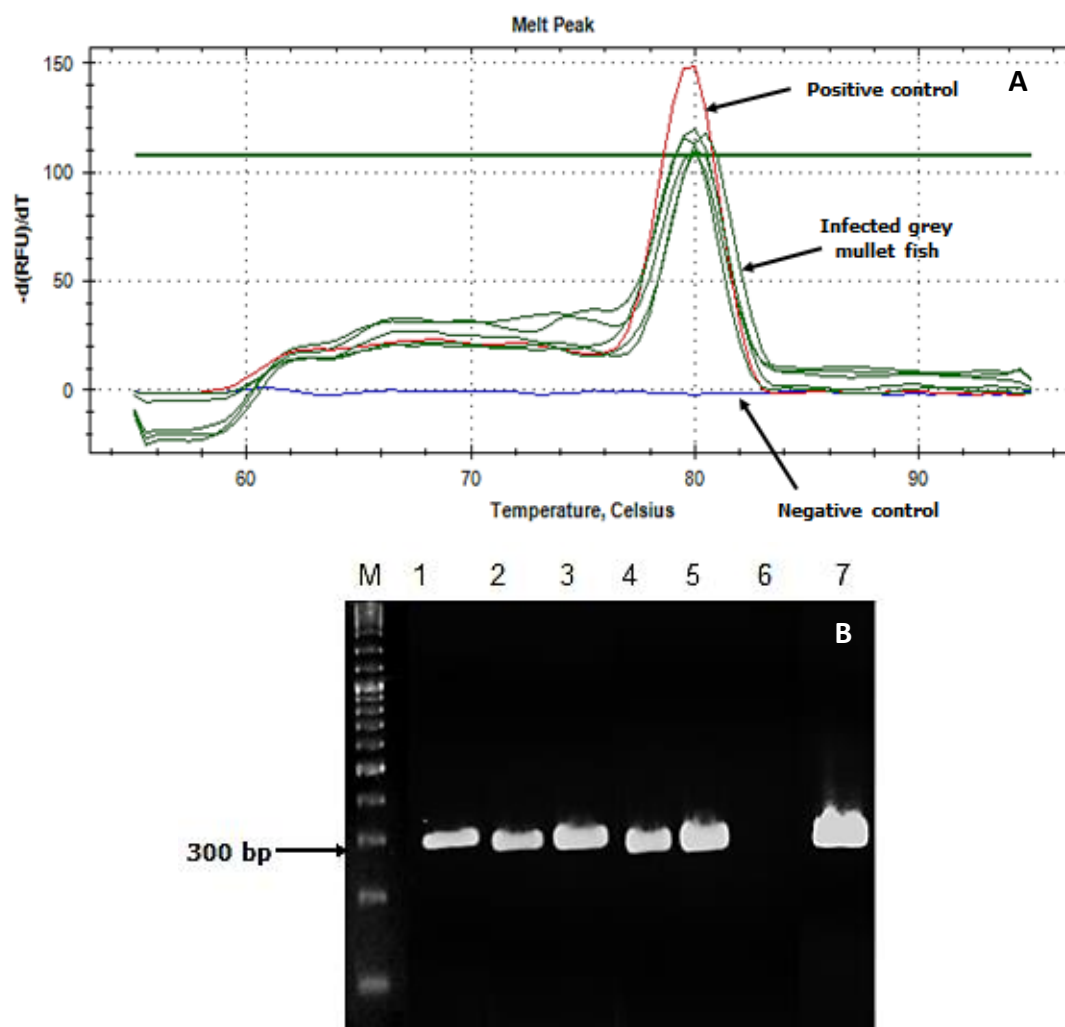 Melt Peak
A
150
100
50
0
-d(RFU)/dT
Positive control
Infected grey
mullet fish
Negative control
60 70 80 90
Temperature, Celsius
M 1 2 3 4 5 6 7
B
300 bp